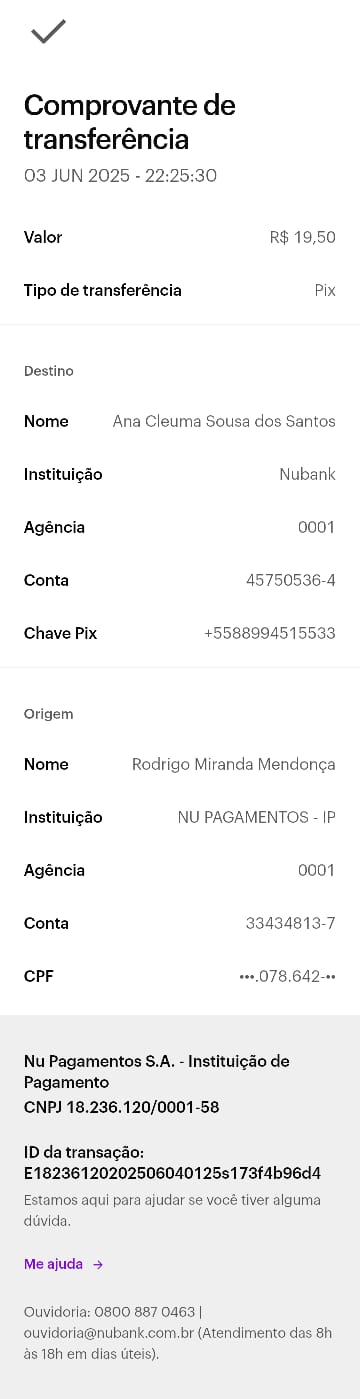 Comprovante de
transferência
03 JUN 2025 - 22:25:30
Valor R$ 19,50
Tipo de transferência Pix
Destino
Nome Ana Cleuma Sousa dos Santos
Instituição Nubank
Agência 0001
Conta 45750536-4
Chave Pix +5588994515533
Origem
Nome Rodrigo Miranda Mendonça
Instituição NU PAGAMENTOS - IP
Agência 0001
Conta 33434813-7
CPF •••.078.642-••
Nu Pagamentos S.A. - Instituição de
Pagamento
CNPJ 18.236.120/0001-58
ID da transação:
E18236120202506040125s173f4b96d4
Estamos aqui para ajudar se você tiver alguma
dúvida.
Me ajuda →
Ouvidoria: 0800 887 0463 |
ouvidoria@nubank.com.br (Atendimento das 8h
às 18h em dias úteis).